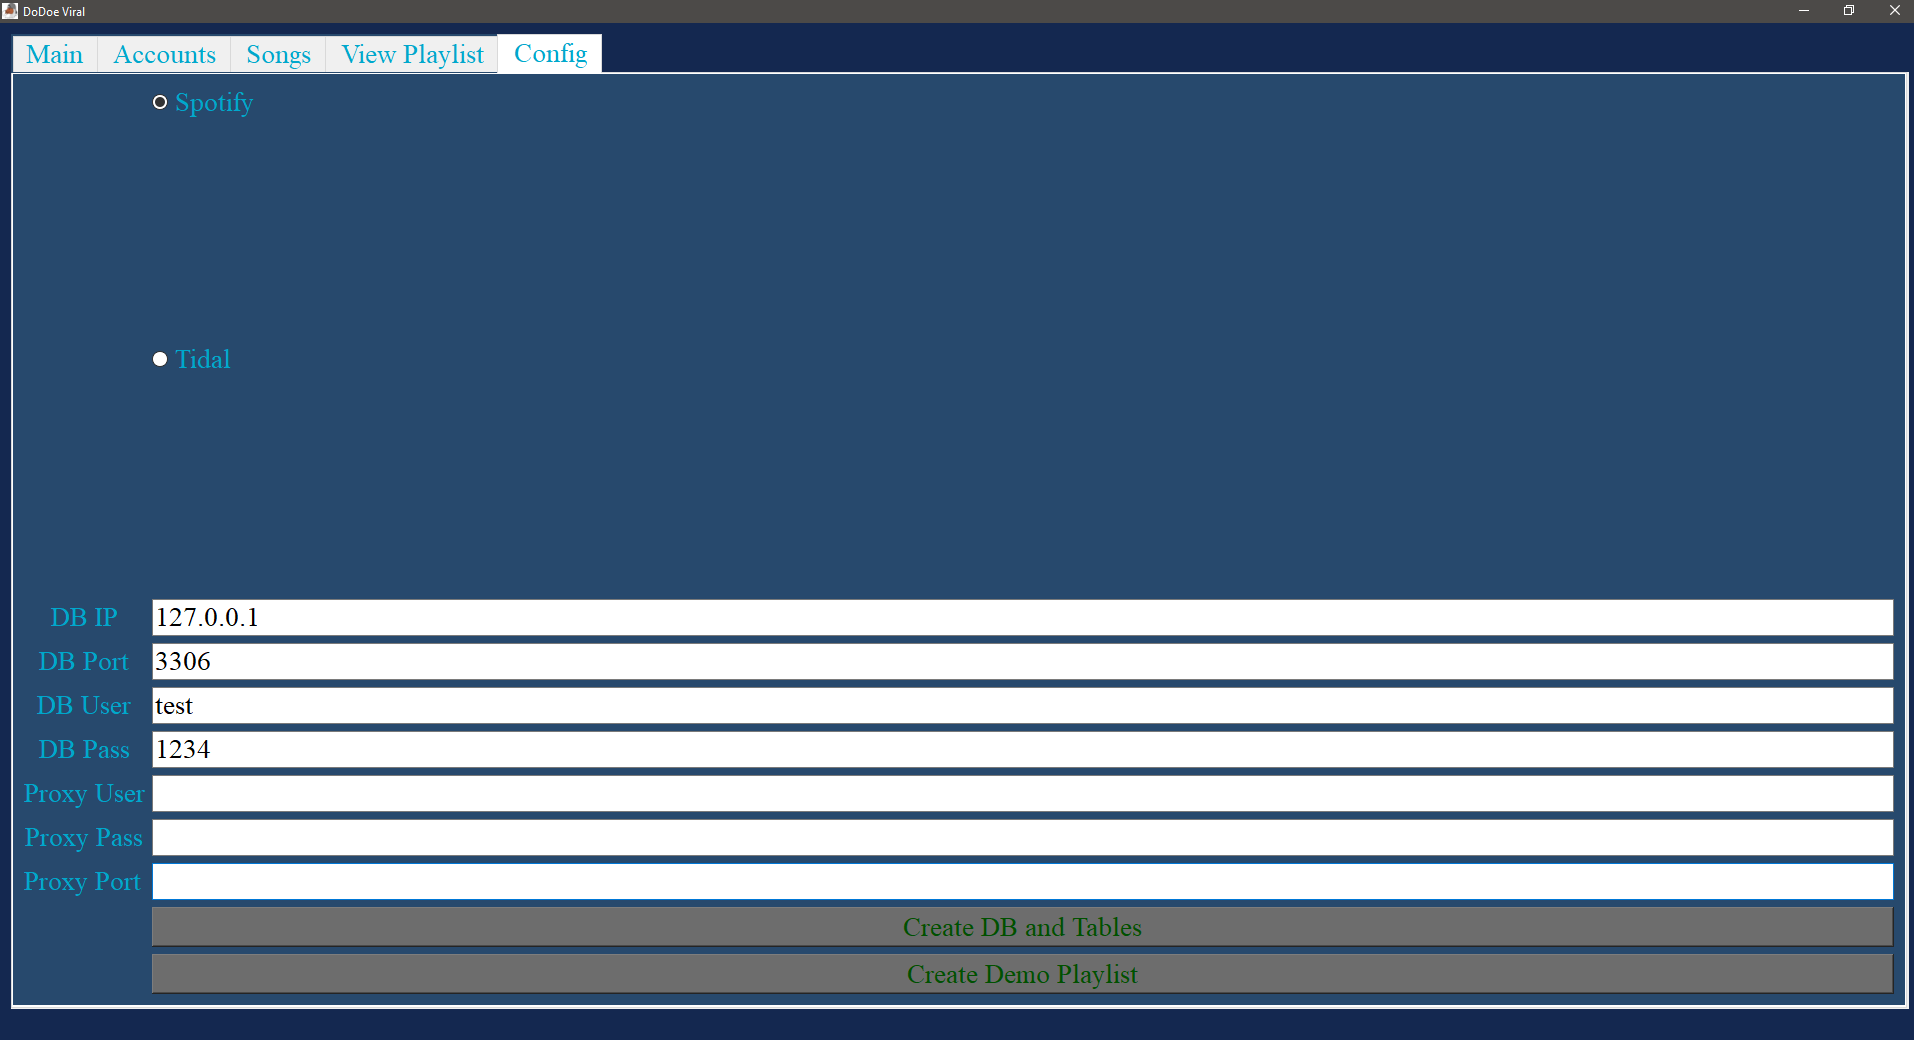 DoDoe Viral
Main Accounts Songs View Playlist Config
Spotify
Tidal
DB IP 127.0.0.1
DB Port 3306
DB User test
DB Pass 1234
Proxy User
Proxy Pass
Proxy Port
Create DB and Tables
Create Demo Playlist